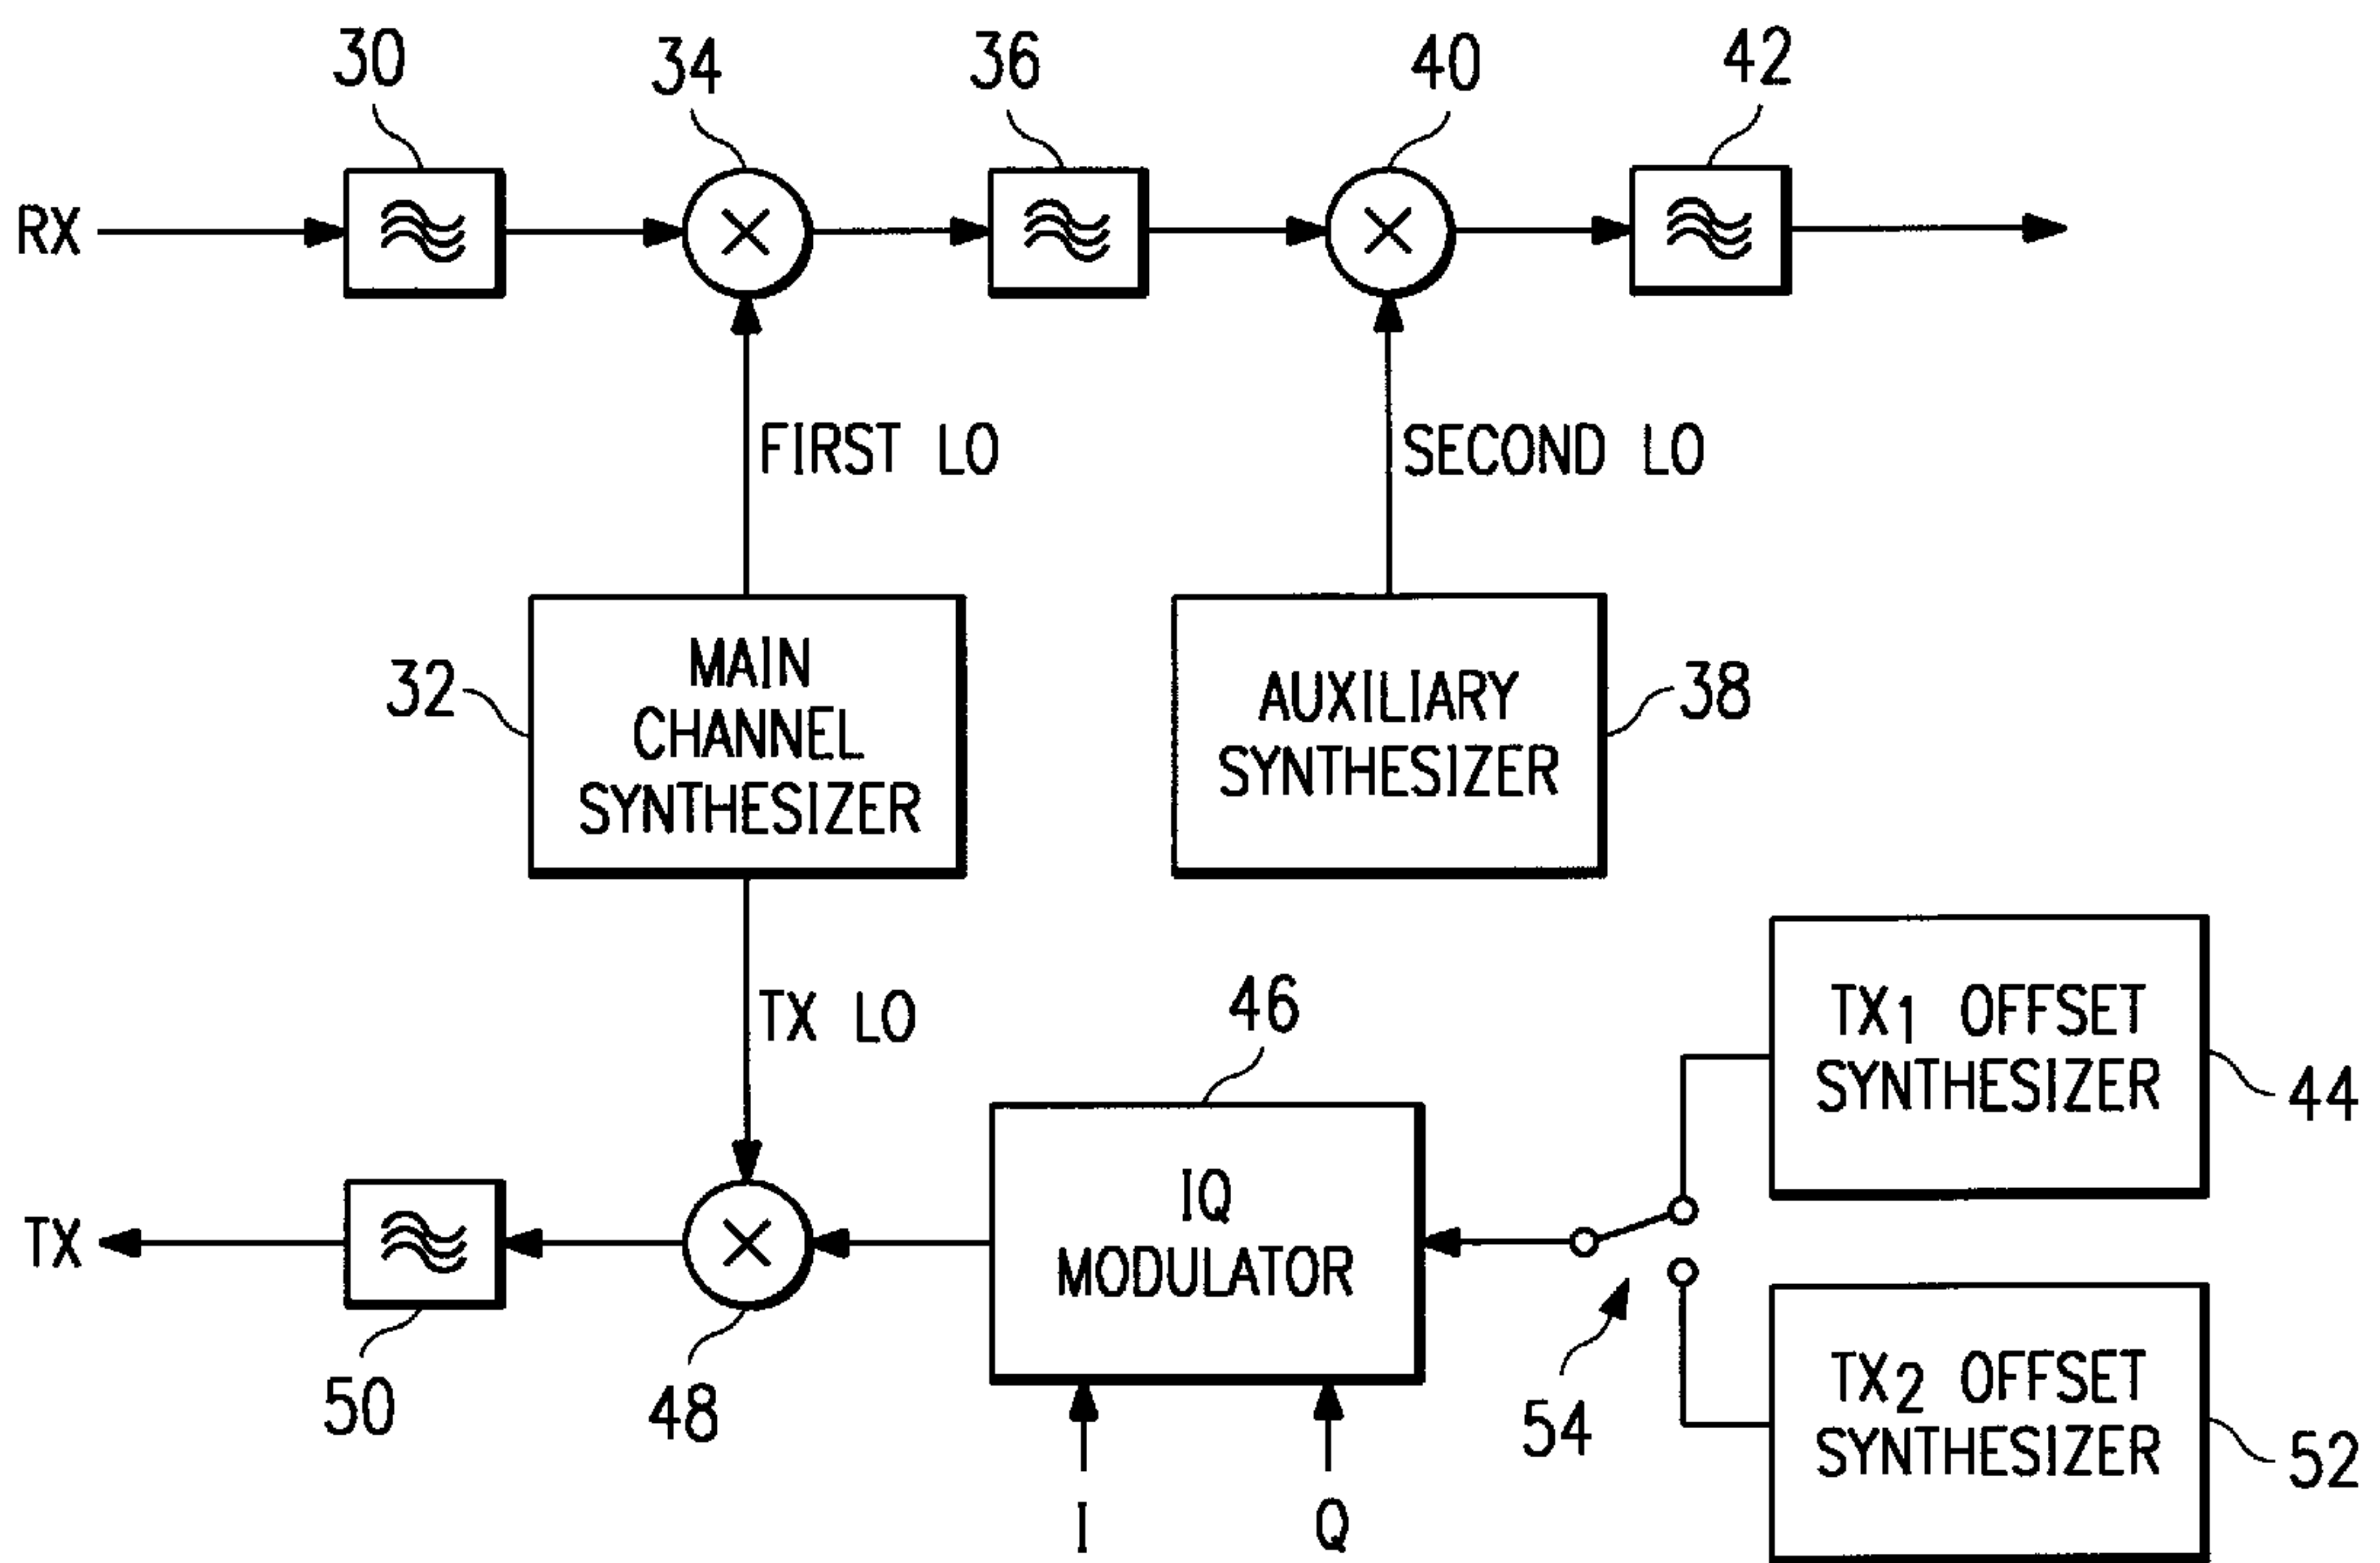 30
34
36
40
42
RX
FIRST LO
SECOND LO
32
MAIN
CHANNEL
SYNTHESIZER
AUXILIARY
SYNTHESIZER
38
TX LO
46
TX1 OFFSET
SYNTHESIZER
44
TX
IQ
MODULATOR
50
48
54
TX2 OFFSET
SYNTHESIZER
52
I
Q